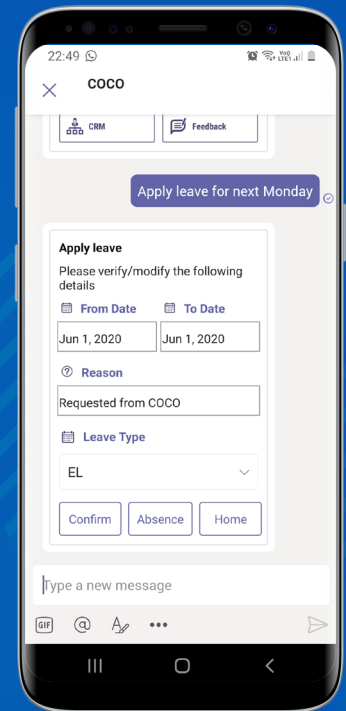 22:49
Vo))
LTE1
COCO
CRM
Feedback
Apply leave for next Monday
Apply leave
Please verify/modify the following
details
From Date
To Date
Jun 1, 2020
Jun 1, 2020
Reason
Requested from COCO
Leave Type
EL
Confirm
Absence
Home
Type a new message
GIF